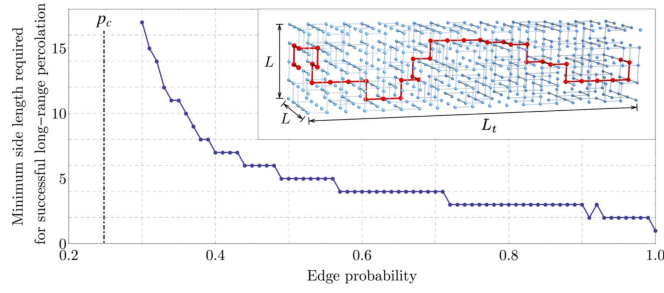 Minimum side length required
for successful long-range percolation
15
10
5
0
p_c
L
L
L_t
0.2
0.4
0.6
0.8
1.0
Edge probability